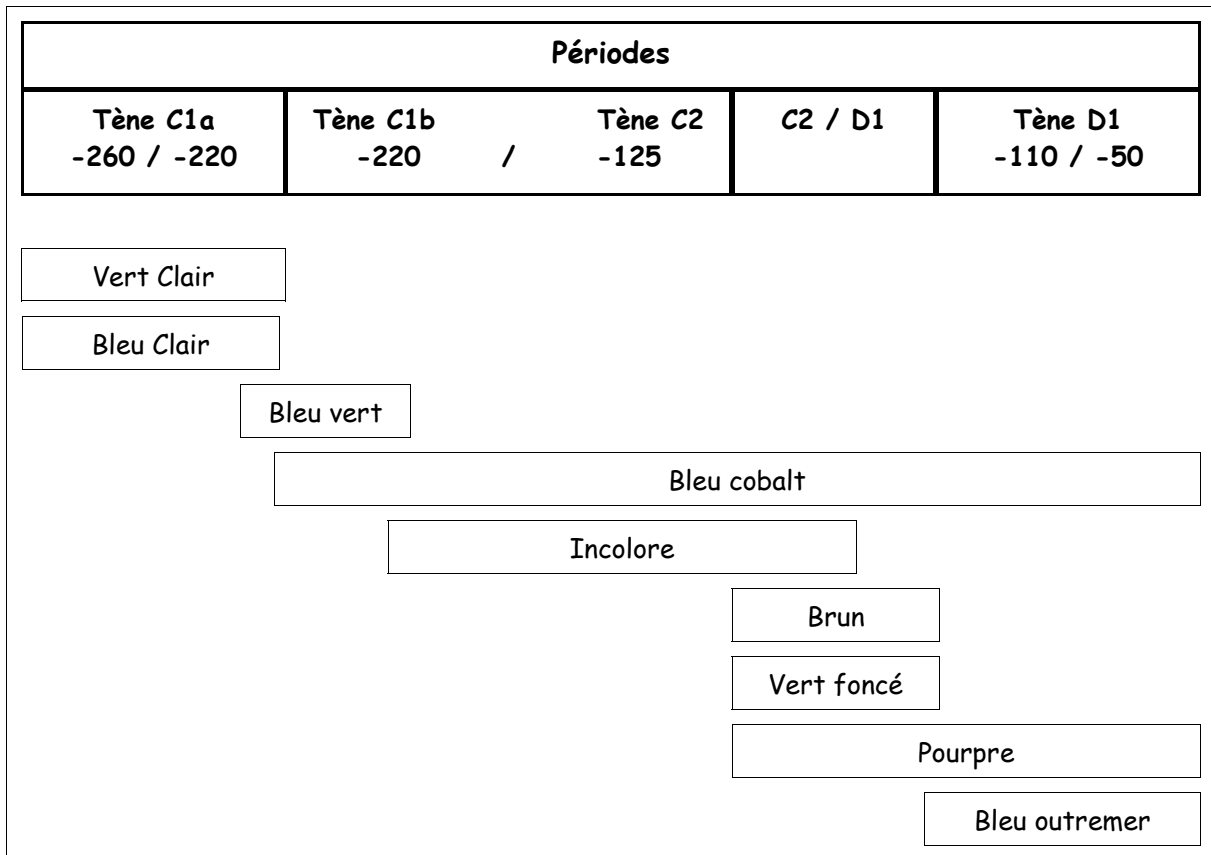 Périodes
Tène C1a Tène C1b Tène C2 C2 / D1 Tène D1
-260 / -220 -220 / -125 -110 / -50
Vert Clair
Bleu Clair
Bleu vert
Bleu cobalt
Incolore
Brun
Vert foncé
Pourpre
Bleu outremer